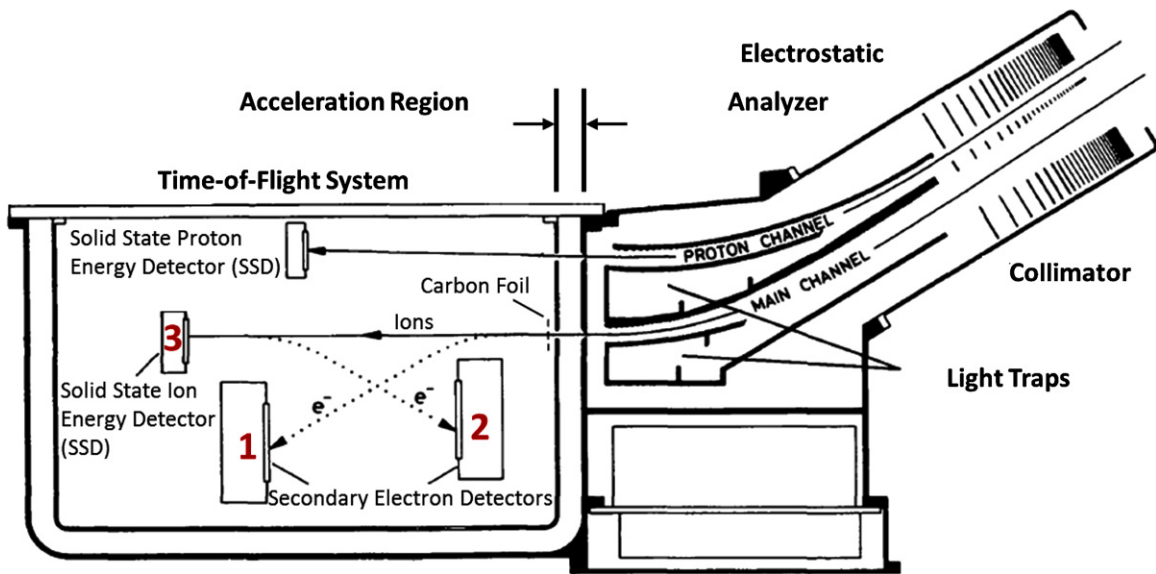 Electrostatic
Analyzer
Acceleration Region
Time-of-Flight System
Solid State Proton
Energy Detector (SSD)
PROTON CHANNEL
MAIN CHANNEL
Collimator
Carbon Foil
Ions
3
Solid State Ion
Energy Detector
(SSD)
e⁻
e⁻
1
2
Light Traps
Secondary Electron Detectors